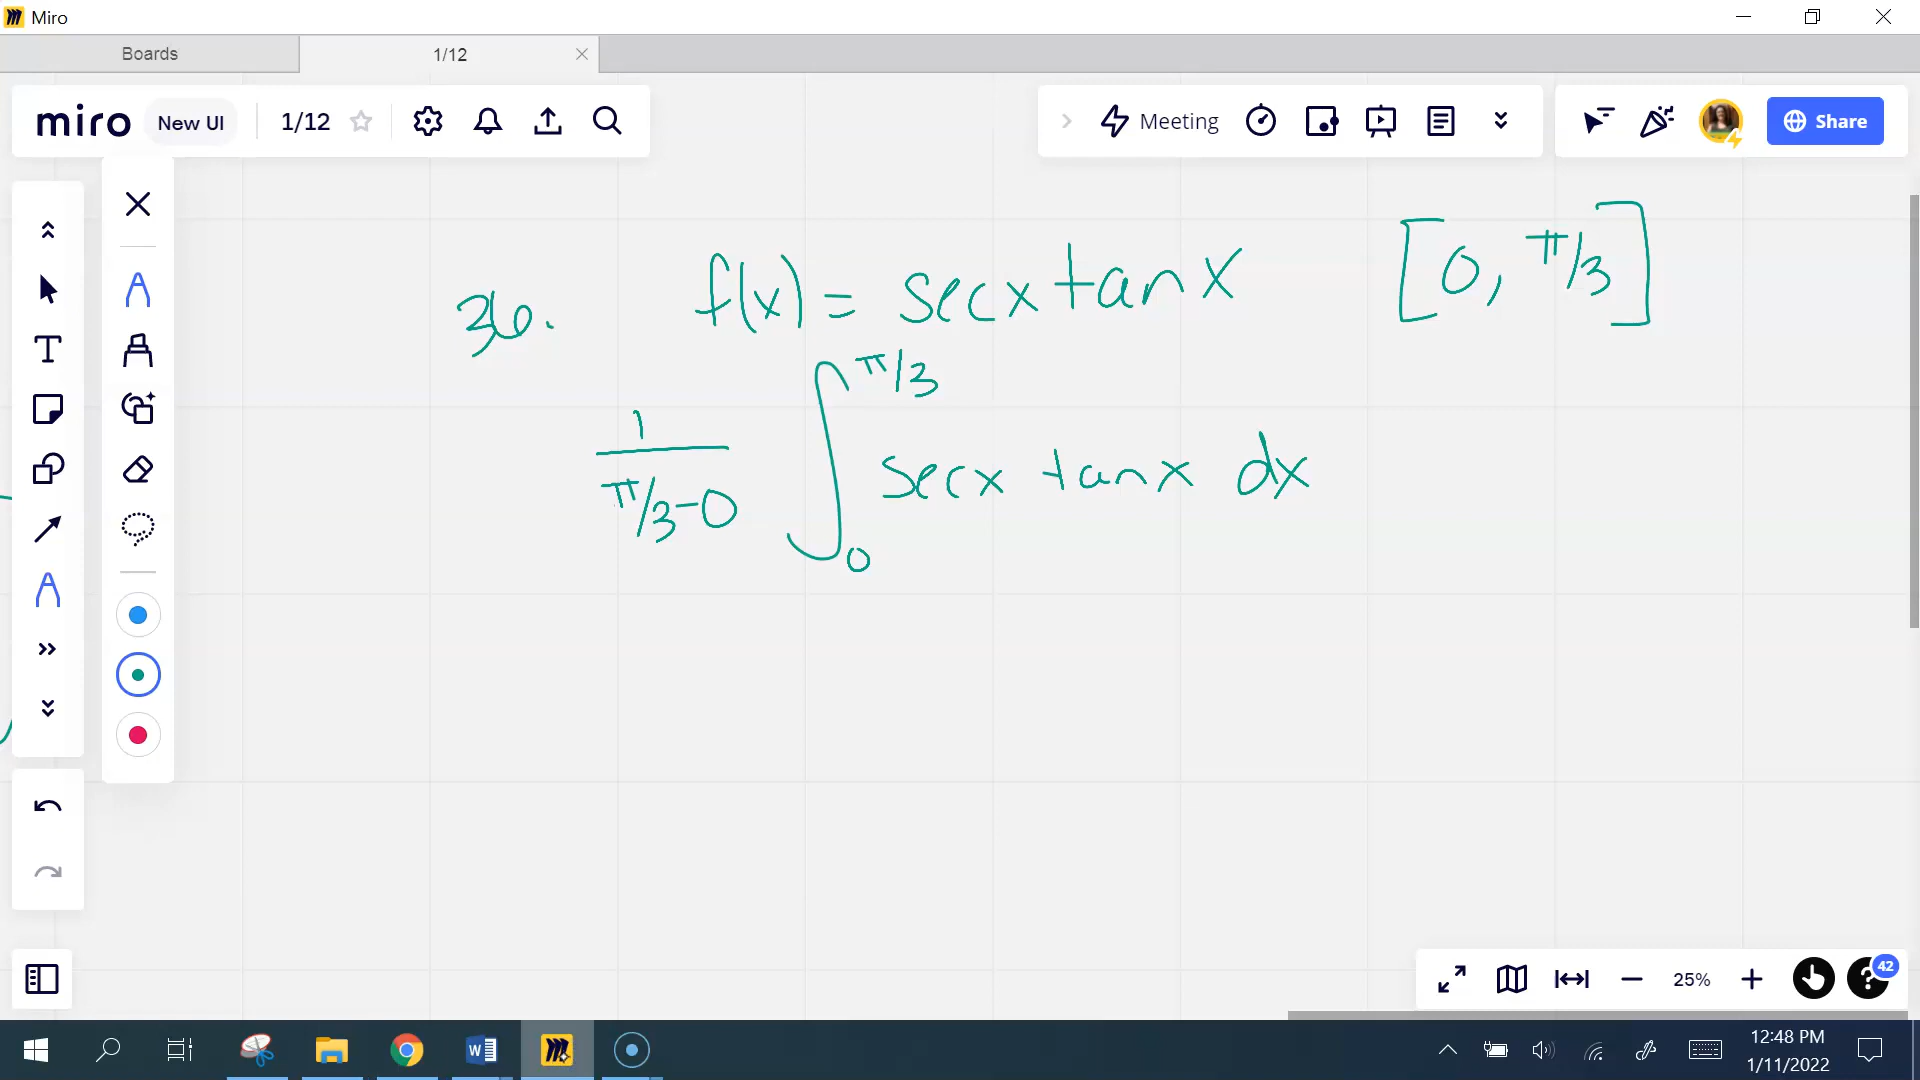 Miro
Boards
1/12
miro
New UI
1/12
Meeting
Share
36. f(x) = secx tanx [0, π/3]
1
π/3-0
∫
π/3
0
secx tanx dx
T
25%
42
12:48 PM
1/11/2022